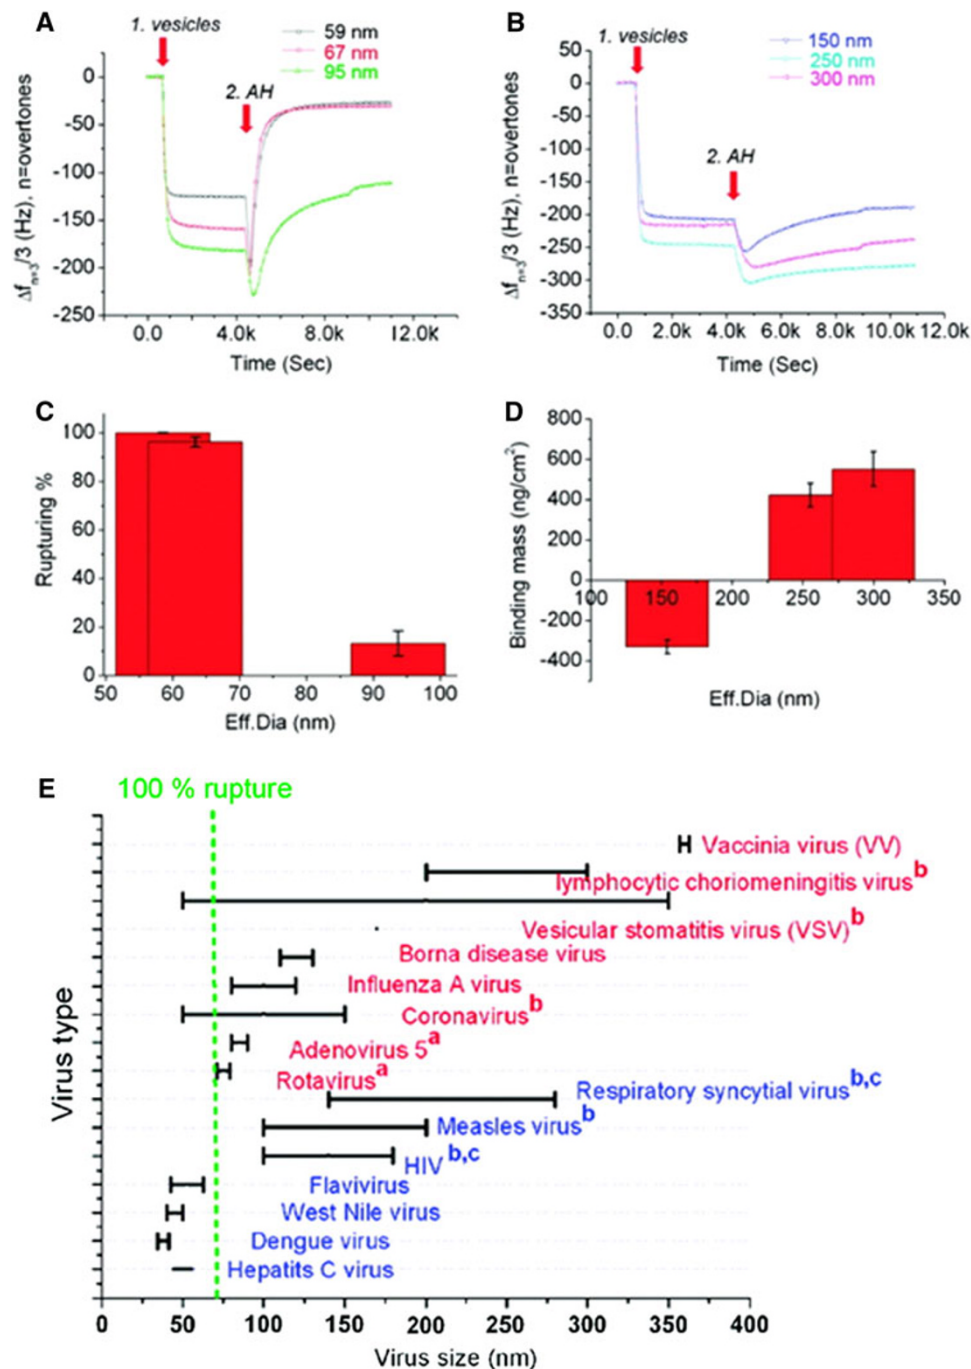 A
1. vesicles
59 nm
67 nm
95 nm
2. AH
0
-50
-100
-150
-200
-250
Δfn=3/3 (Hz), n=overtones
0.0 4.0k 8.0k 12.0k
Time (Sec)
B
1. vesicles
150 nm
250 nm
300 nm
2. AH
50
0
-50
-100
-150
-200
-250
-300
-350
Δfn=3/3 (Hz), n=overtones
0.0 2.0k 4.0k 6.0k 8.0k 10.0k 12.0k
Time (Sec)
C
100
80
60
40
20
0
Rupturing %
50 60 70 80 90 100
Eff.Dia (nm)
D
800
600
400
200
0
-200
-400
Binding mass (ng/cm2)
100 150 200 250 300 350
Eff.Dia (nm)
E
100 % rupture
Vaccinia virus (VV)
lymphocytic choriomeningitis virus b
Vesicular stomatitis virus (VSV) b
Borna disease virus
Influenza A virus
Coronavirus b
Adenovirus 5 a
Rotavirus a
Respiratory syncytial virus b,c
Measles virus b
HIV b,c
Flavivirus
West Nile virus
Dengue virus
Hepatits C virus
Virus type
0 50 100 150 200 250 300 350 400
Virus size (nm)